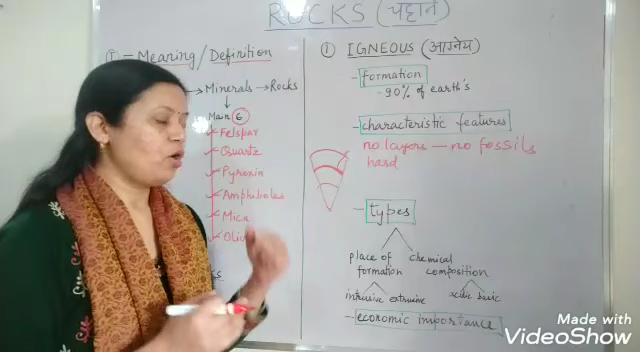 ROCKS (चट्टानें)
I - Mearing/Definition
→ Minerals → Rocks
Main 6
Felspar
Quartz
Pyroxin
Amphiboles
Mica
Oliv
① IGNEOUS (आग्नेय)
- formation
- 90% of earth's
- characteristic features
no layers - no fossils
hard
- types
place of formation
intrusive extrusive
chemical composition
acidic basic
- economic importance
Made with
VideoShow